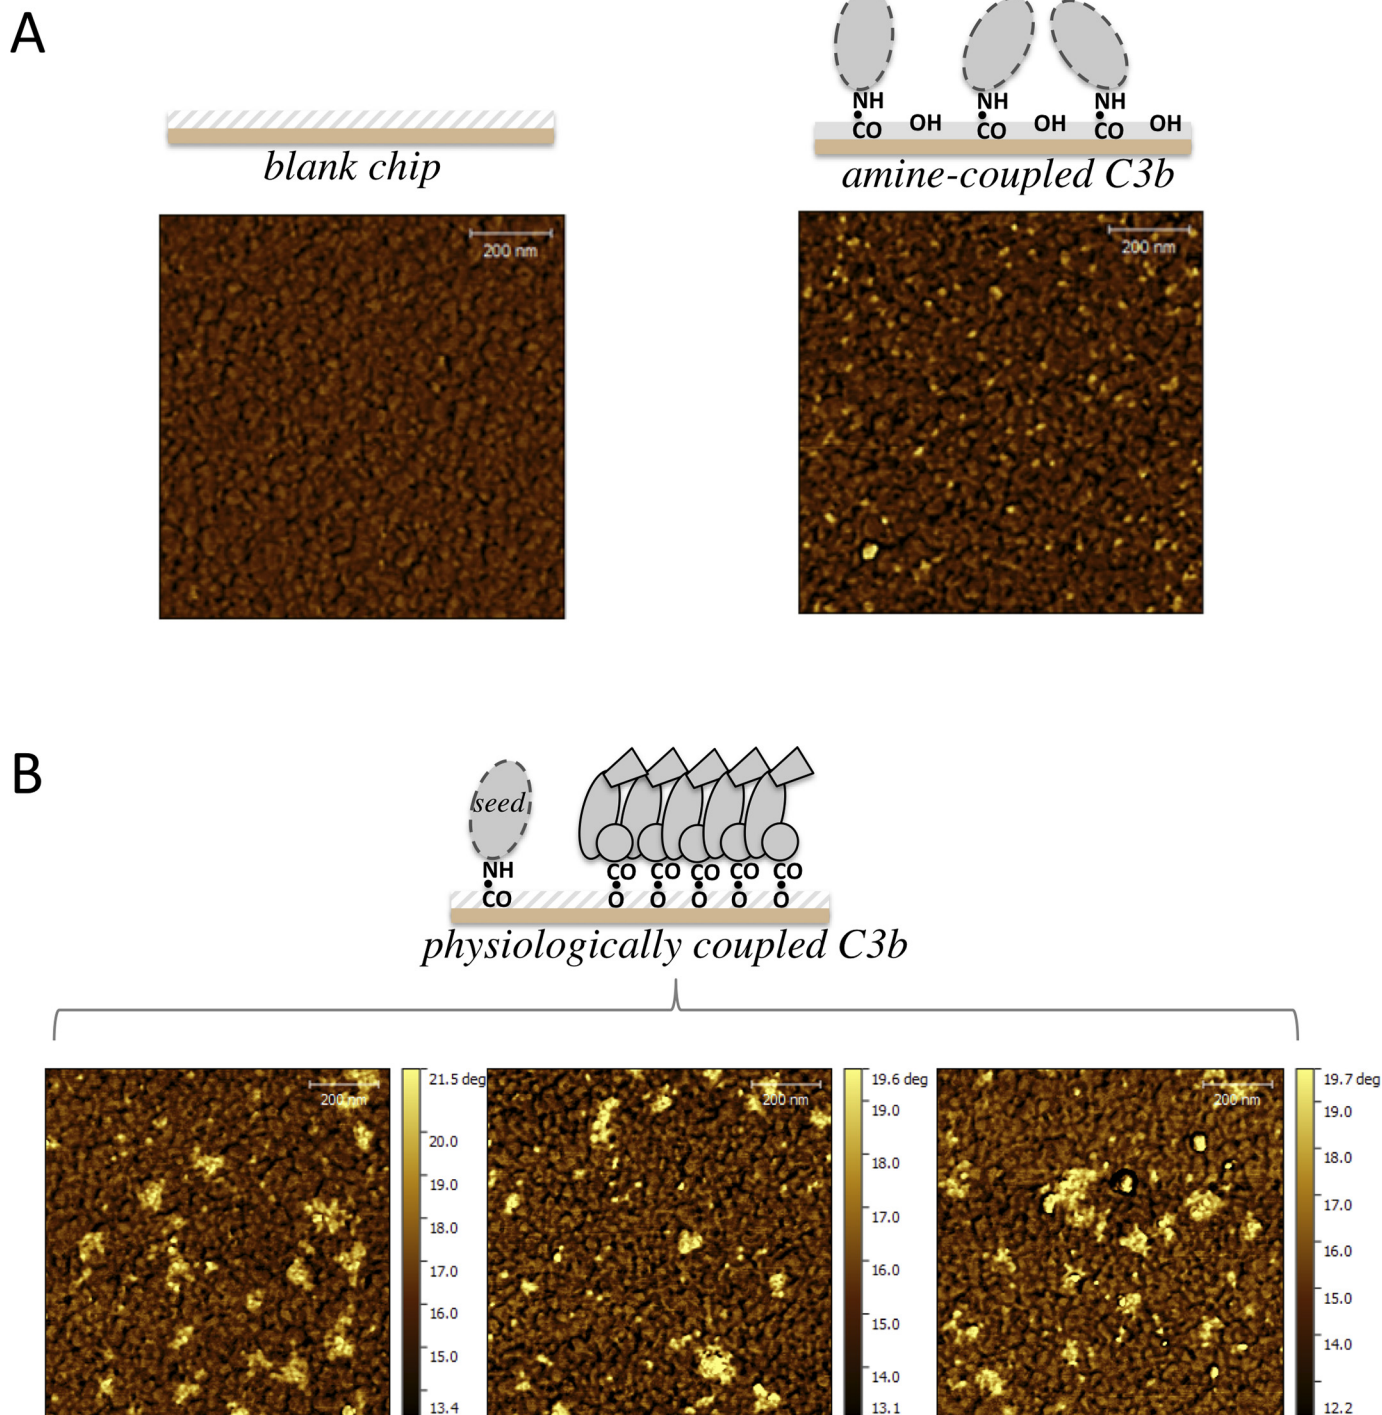 A
NH NH NH
CO OH CO OH CO OH
blank chip
amine-coupled C3b
200 nm
200 nm
B
seed
NH CO CO CO CO CO
CO O O O O O
physiologically coupled C3b
200 nm
21.5 deg
20.0
19.0
18.0
17.0
16.0
15.0
13.4
200 nm
19.6 deg
19.0
18.0
17.0
16.0
15.0
14.0
13.1
200 nm
19.7 deg
19.0
18.0
17.0
16.0
15.0
14.0
12.2